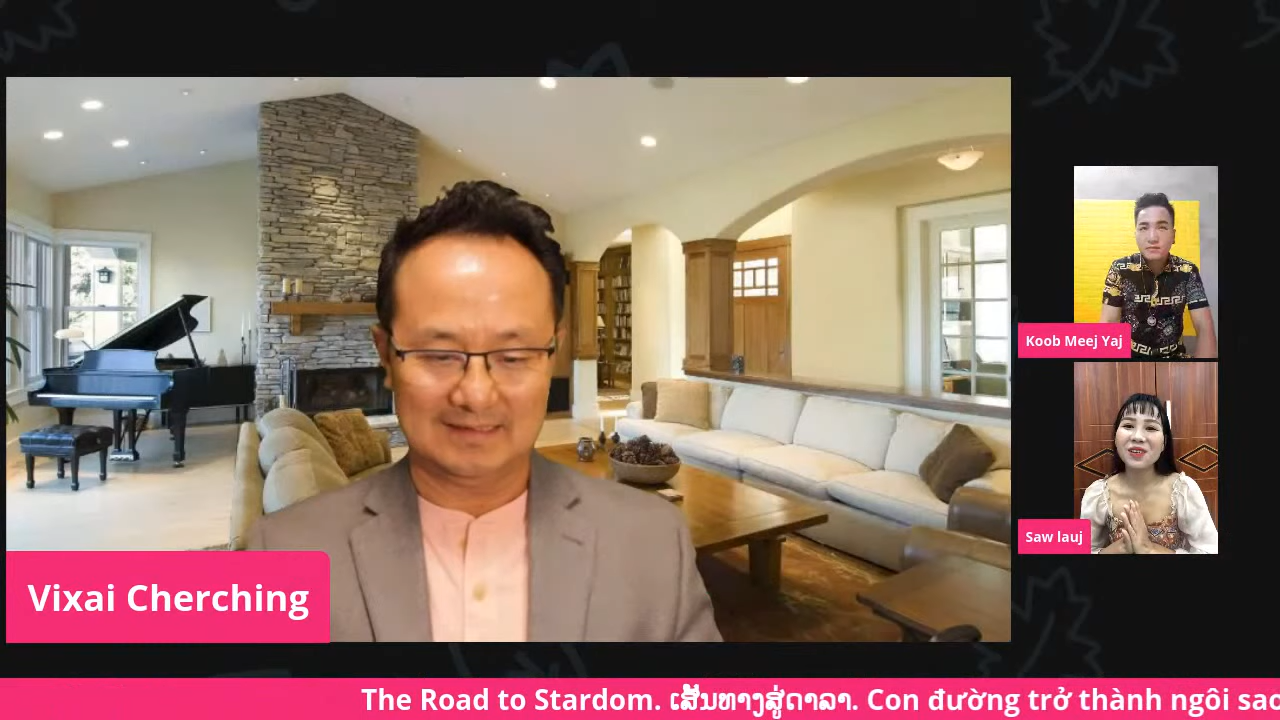 Koob Meej Yaj
Saw lauj
Vixai Cherching
The Road to Stardom. ເສັ້ນທາງສູ່ດາລາ. Con đường trở thành ngôi sao